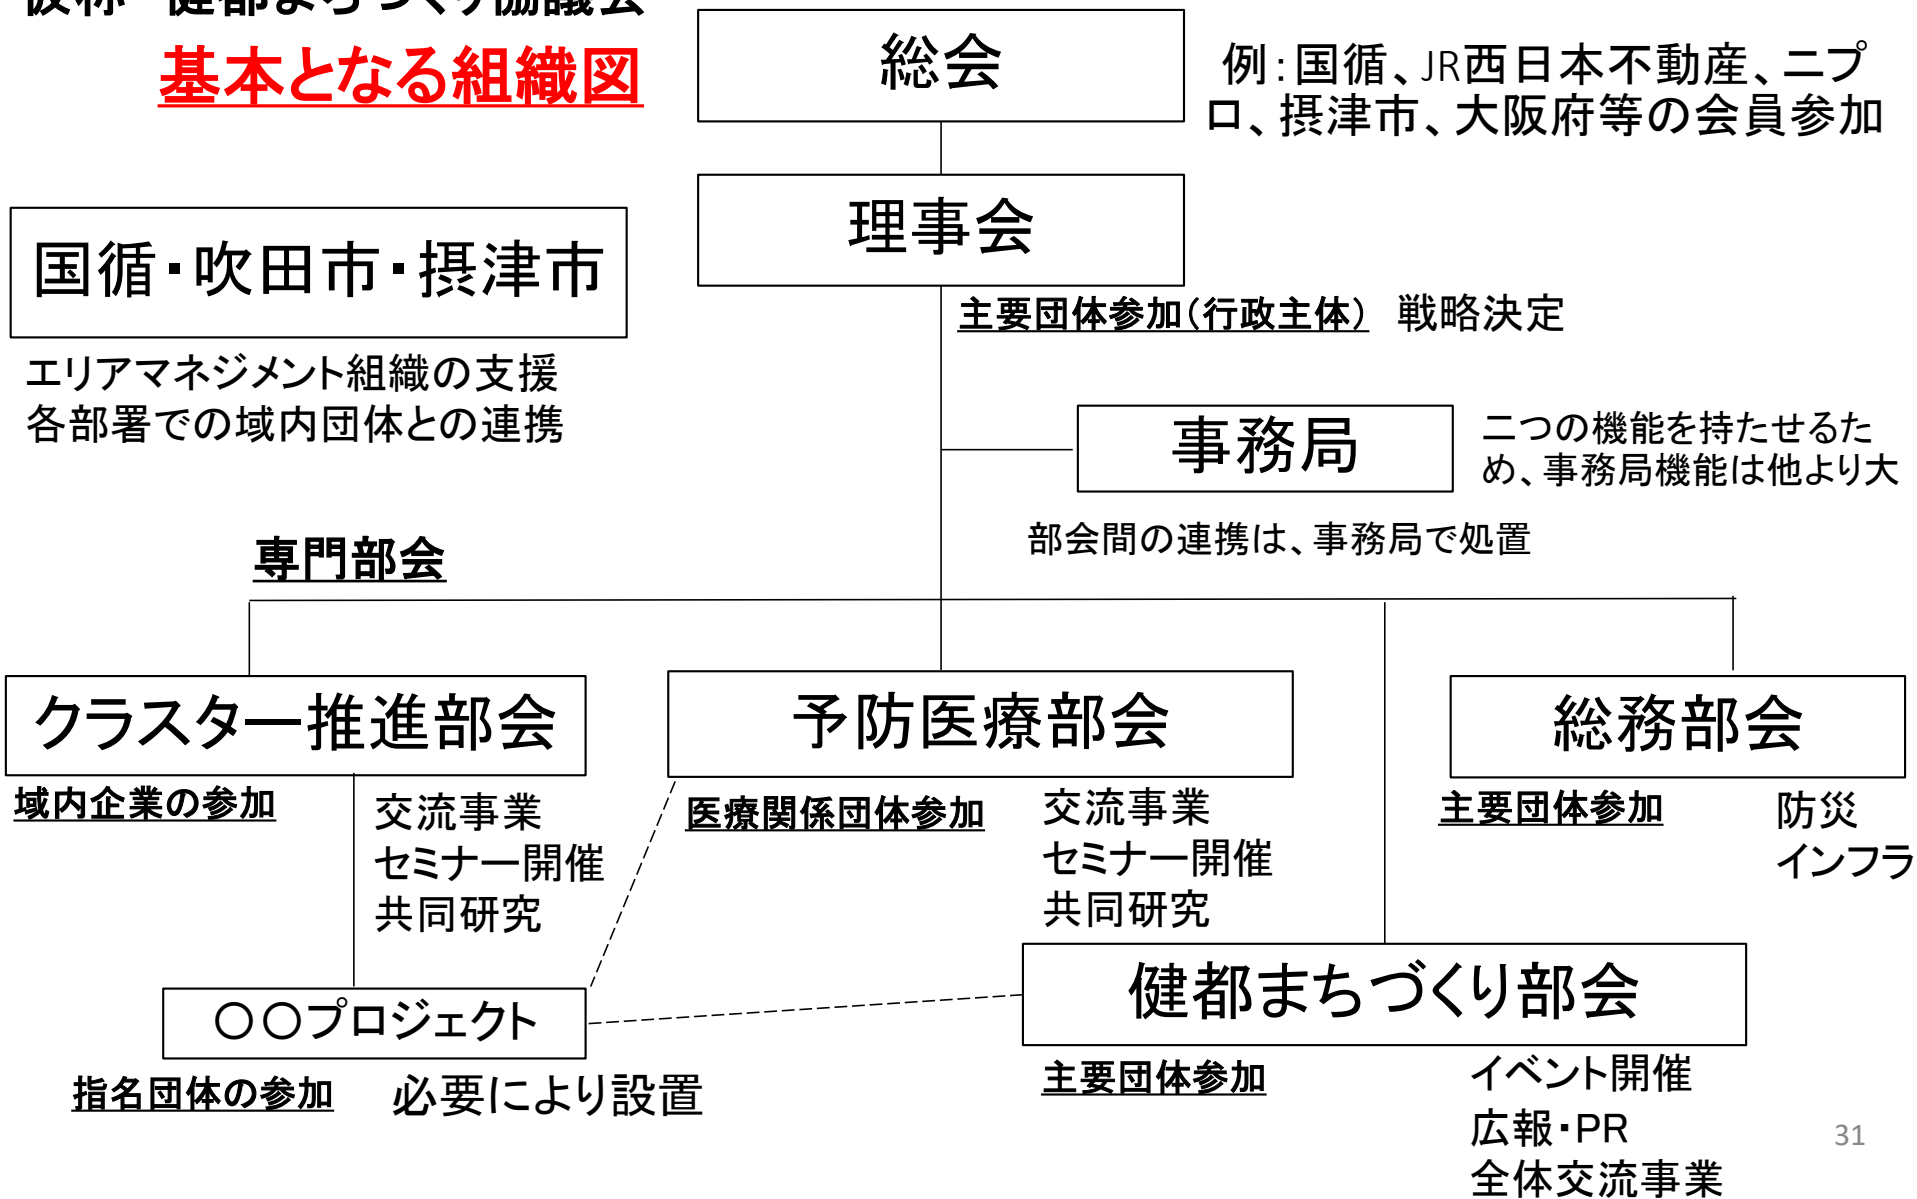 仮称 健都まちづくり協議会
基本となる組織図
総会
例：国循、JR西日本不動産、ニプ
ロ、摂津市、大阪府等の会員参加
理事会
国循・吹田市・摂津市
主要団体参加（行政主体） 戦略決定
エリアマネジメント組織の支援
各部署での域内団体との連携
事務局
二つの機能を持たせるた
め、事務局機能は他より大
部会間の連携は、事務局で処置
専門部会
クラスター推進部会
域内企業の参加
交流事業
セミナー開催
共同研究
予防医療部会
医療関係団体参加
交流事業
セミナー開催
共同研究
総務部会
主要団体参加
防災
インフラ
〇〇プロジェクト
指名団体の参加
必要により設置
健都まちづくり部会
主要団体参加
イベント開催
広報・PR
全体交流事業
31